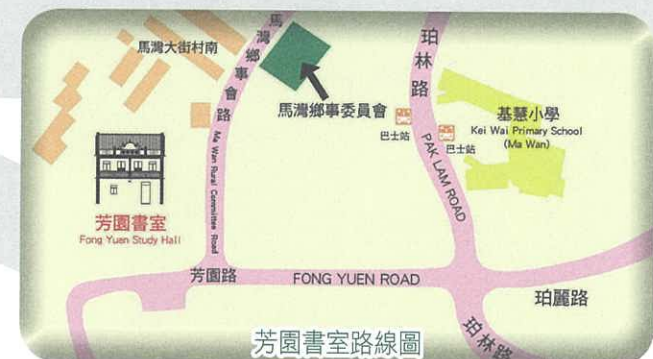 馬灣大街村南
馬灣鄉事會路
Ma Wan Rural Committee Road
馬灣鄉事委員會
珀林路
PAK LAM ROAD
巴士站
巴士站
基慧小學
Kei Wai Primary School
(Ma Wan)
芳園書室
Fong Yuen Study Hall
芳園路
FONG YUEN ROAD
珀麗路
珀林路
芳園書室路線圖